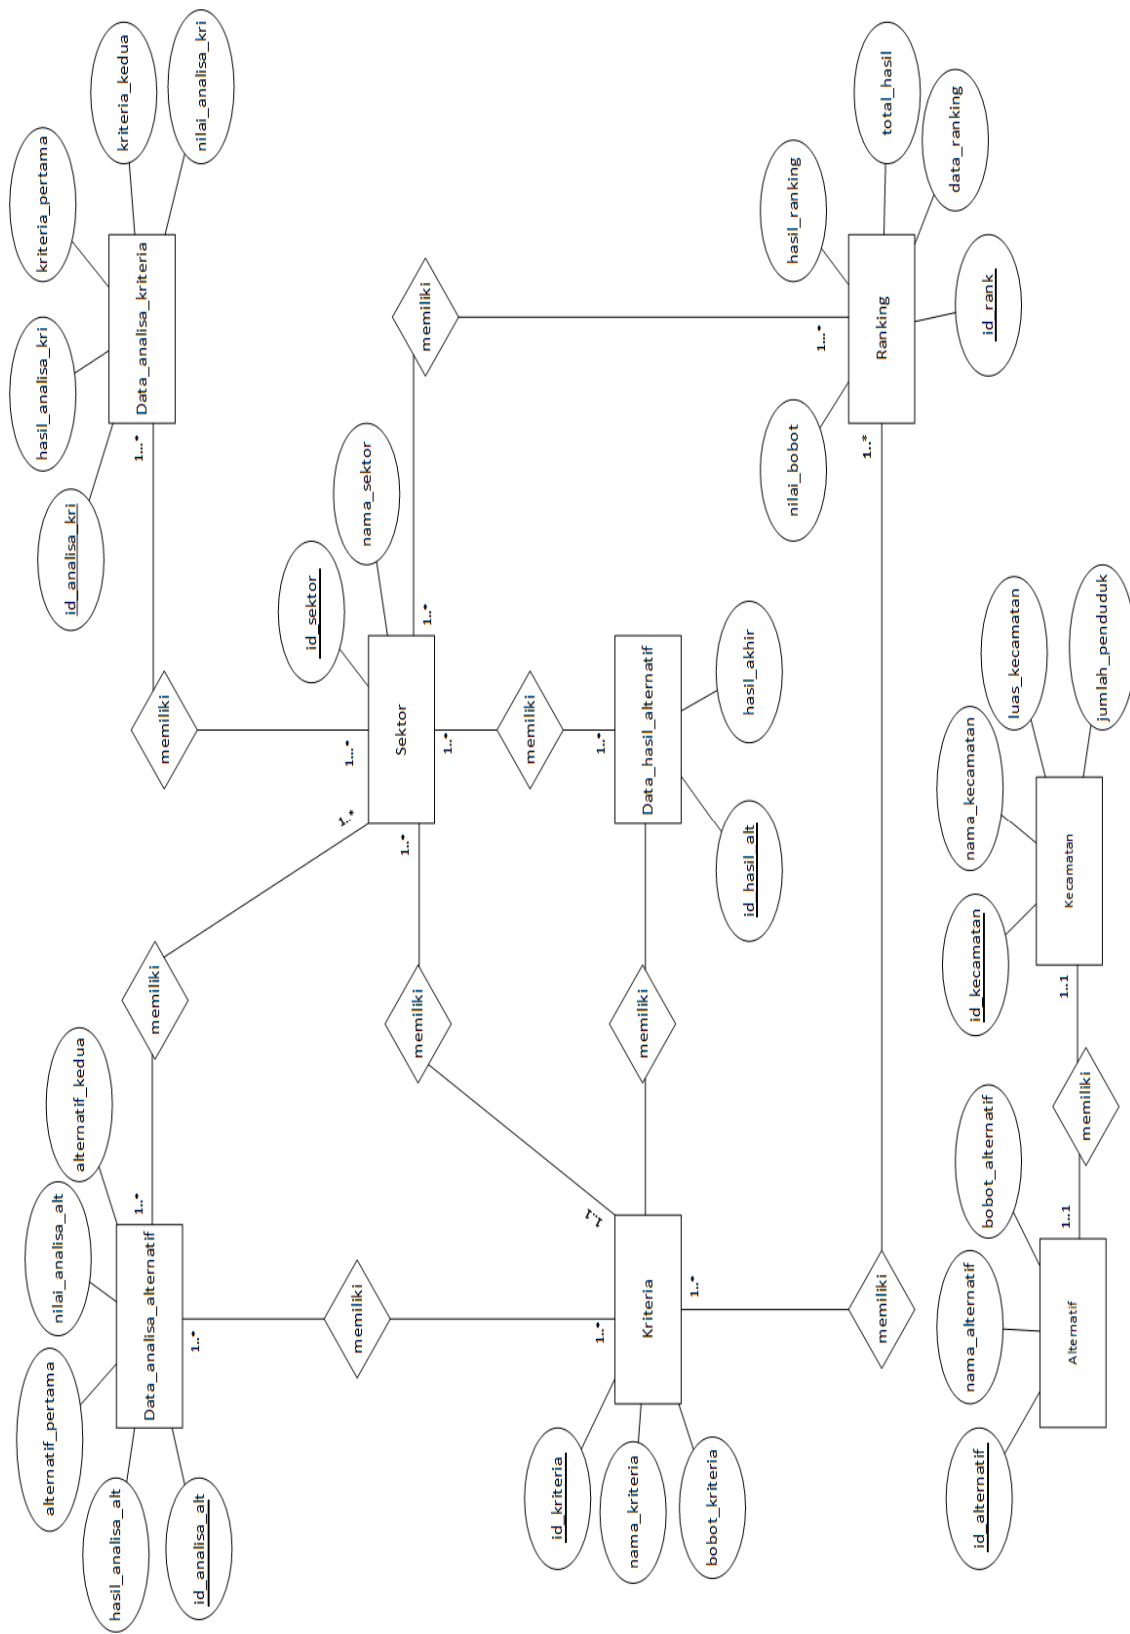 hasil_analisa_alt
alternatif_pertama
nilai_analisa_alt
alternatif_kedua
id_analisa_alt
Data_analisa_alternatif
1..*
1..*
memiliki
id_analisa_kri
hasil_analisa_kri
kriteria_pertama
kriteria_kedua
nilai_analisa_kri
Data_analisa_kriteria
1...*
memiliki
1...*
1..*
id_sektor
nama_sektor
Sektor
1..*
1..*
1..*
memiliki
memiliki
memiliki
memiliki
1..*
1..1
1..*
id_kriteria
nama_kriteria
bobot_kriteria
Kriteria
1..*
memiliki
Data_hasil_alternatif
id_hasil_alt
hasil_akhir
nilai_bobot
hasil_ranking
1...*
1..*
Ranking
total_hasil
data_ranking
id_rank
memiliki
id_alternatif
nama_alternatif
bobot_alternatif
Alternatif
1..1
memiliki
1..1
id_kecamatan
nama_kecamatan
luas_kecamatan
jumlah_penduduk
Kecamatan